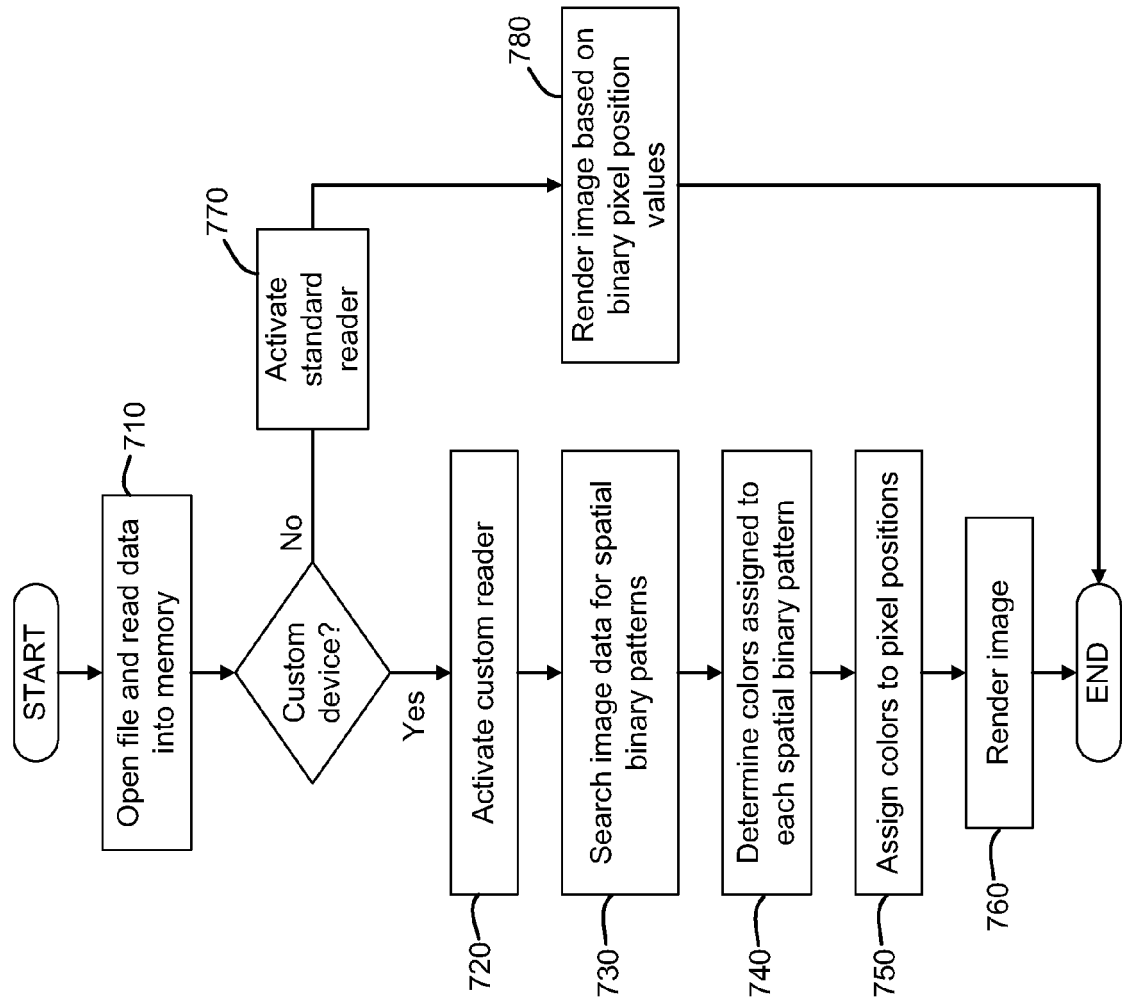 START
710
Open file and read data
into memory
Custom
device?
No
Yes
770
Activate
standard
reader
780
Render image based on
binary pixel position
values
720
Activate custom reader
730
Search image data for spatial
binary patterns
740
Determine colors assigned to
each spatial binary pattern
750
Assign colors to pixel positions
760
Render image
END